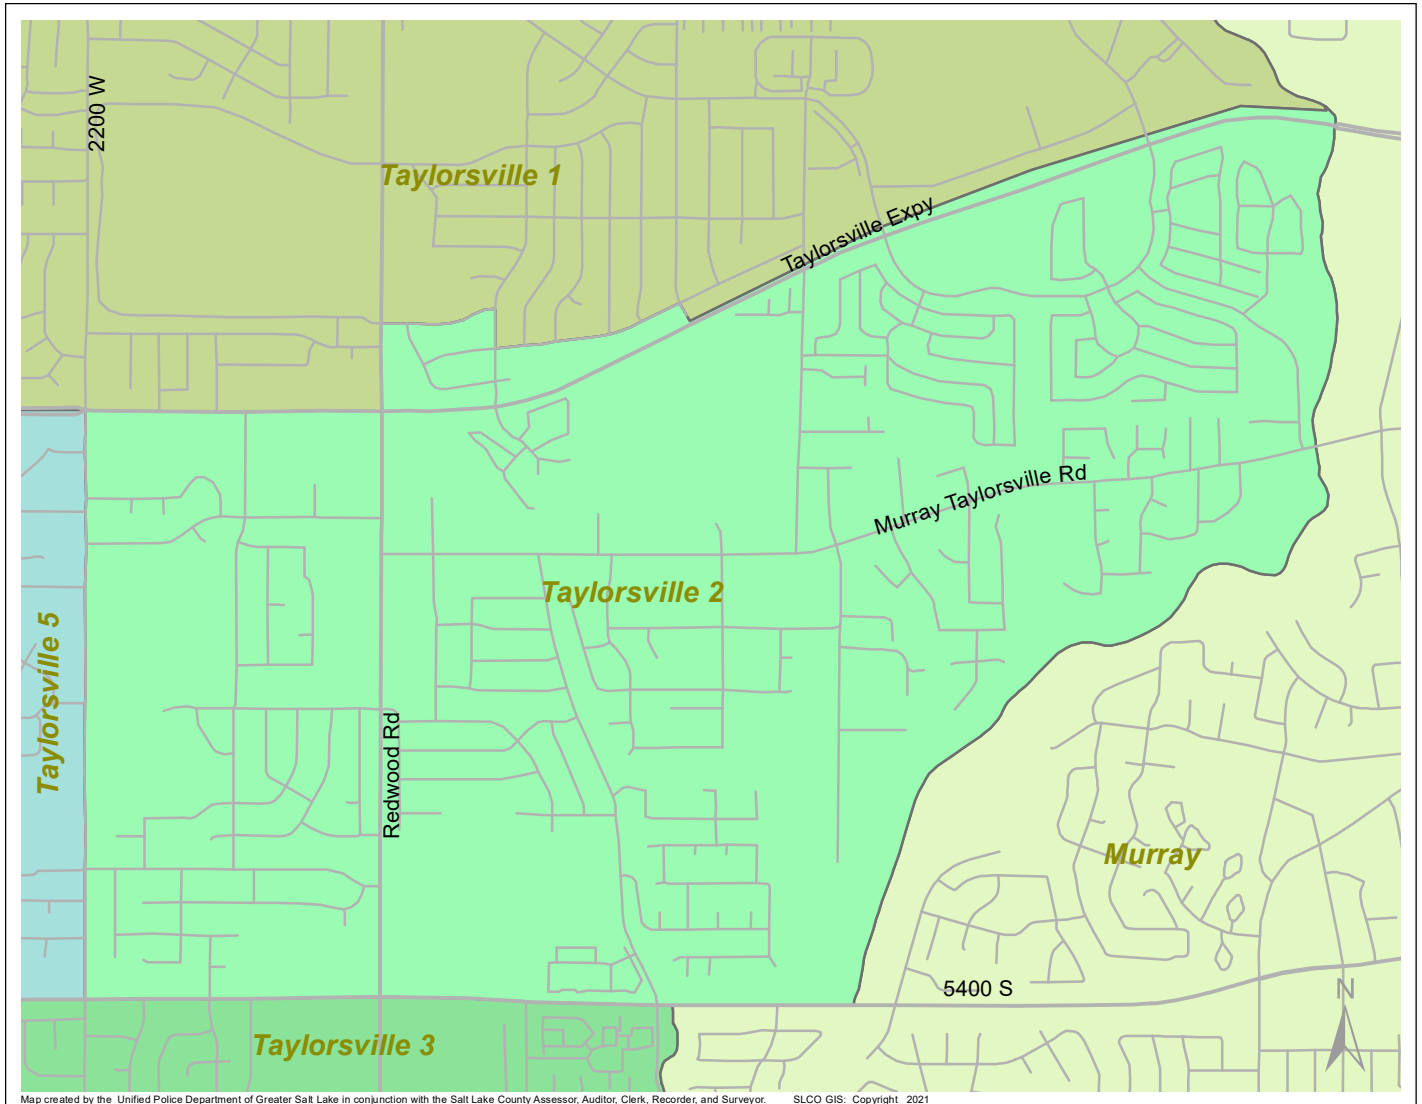 2200 W
Taylorsville 1
Taylorsville Expy
Murray Taylorsville Rd
Taylorsville 2
Taylorsville 5
Redwood Rd
Murray
5400 S
N
Taylorsville 3
Map created by the Unified Police Department of Greater Salt Lake in conjunction with the Salt Lake County Assessor, Auditor, Clerk, Recorder, and Surveyor. SLCO GIS: Copyright 2021